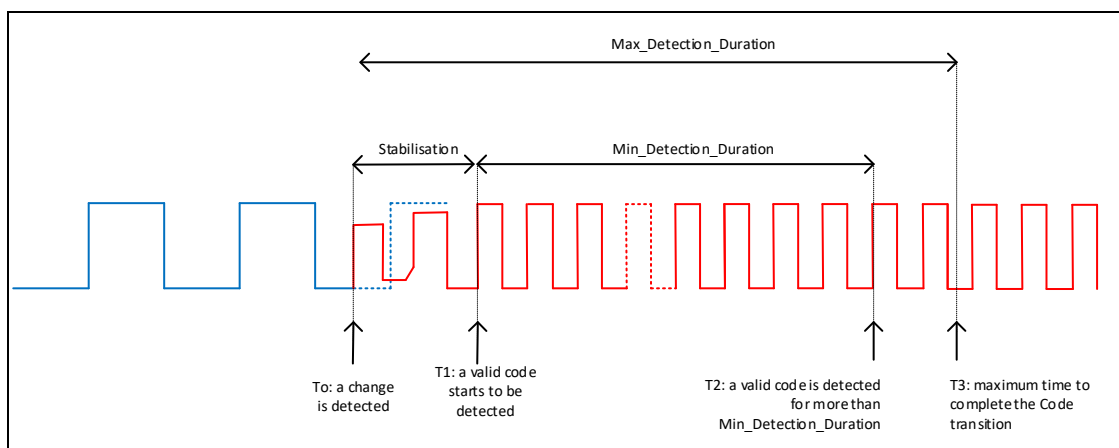 Max_Detection_Duration
Stabilisation
Min_Detection_Duration
To: a change
is detected
T1: a valid code
starts to be
detected
T2: a valid code is detected
for more than
Min_Detection_Duration
T3: maximum time to
complete the Code
transition